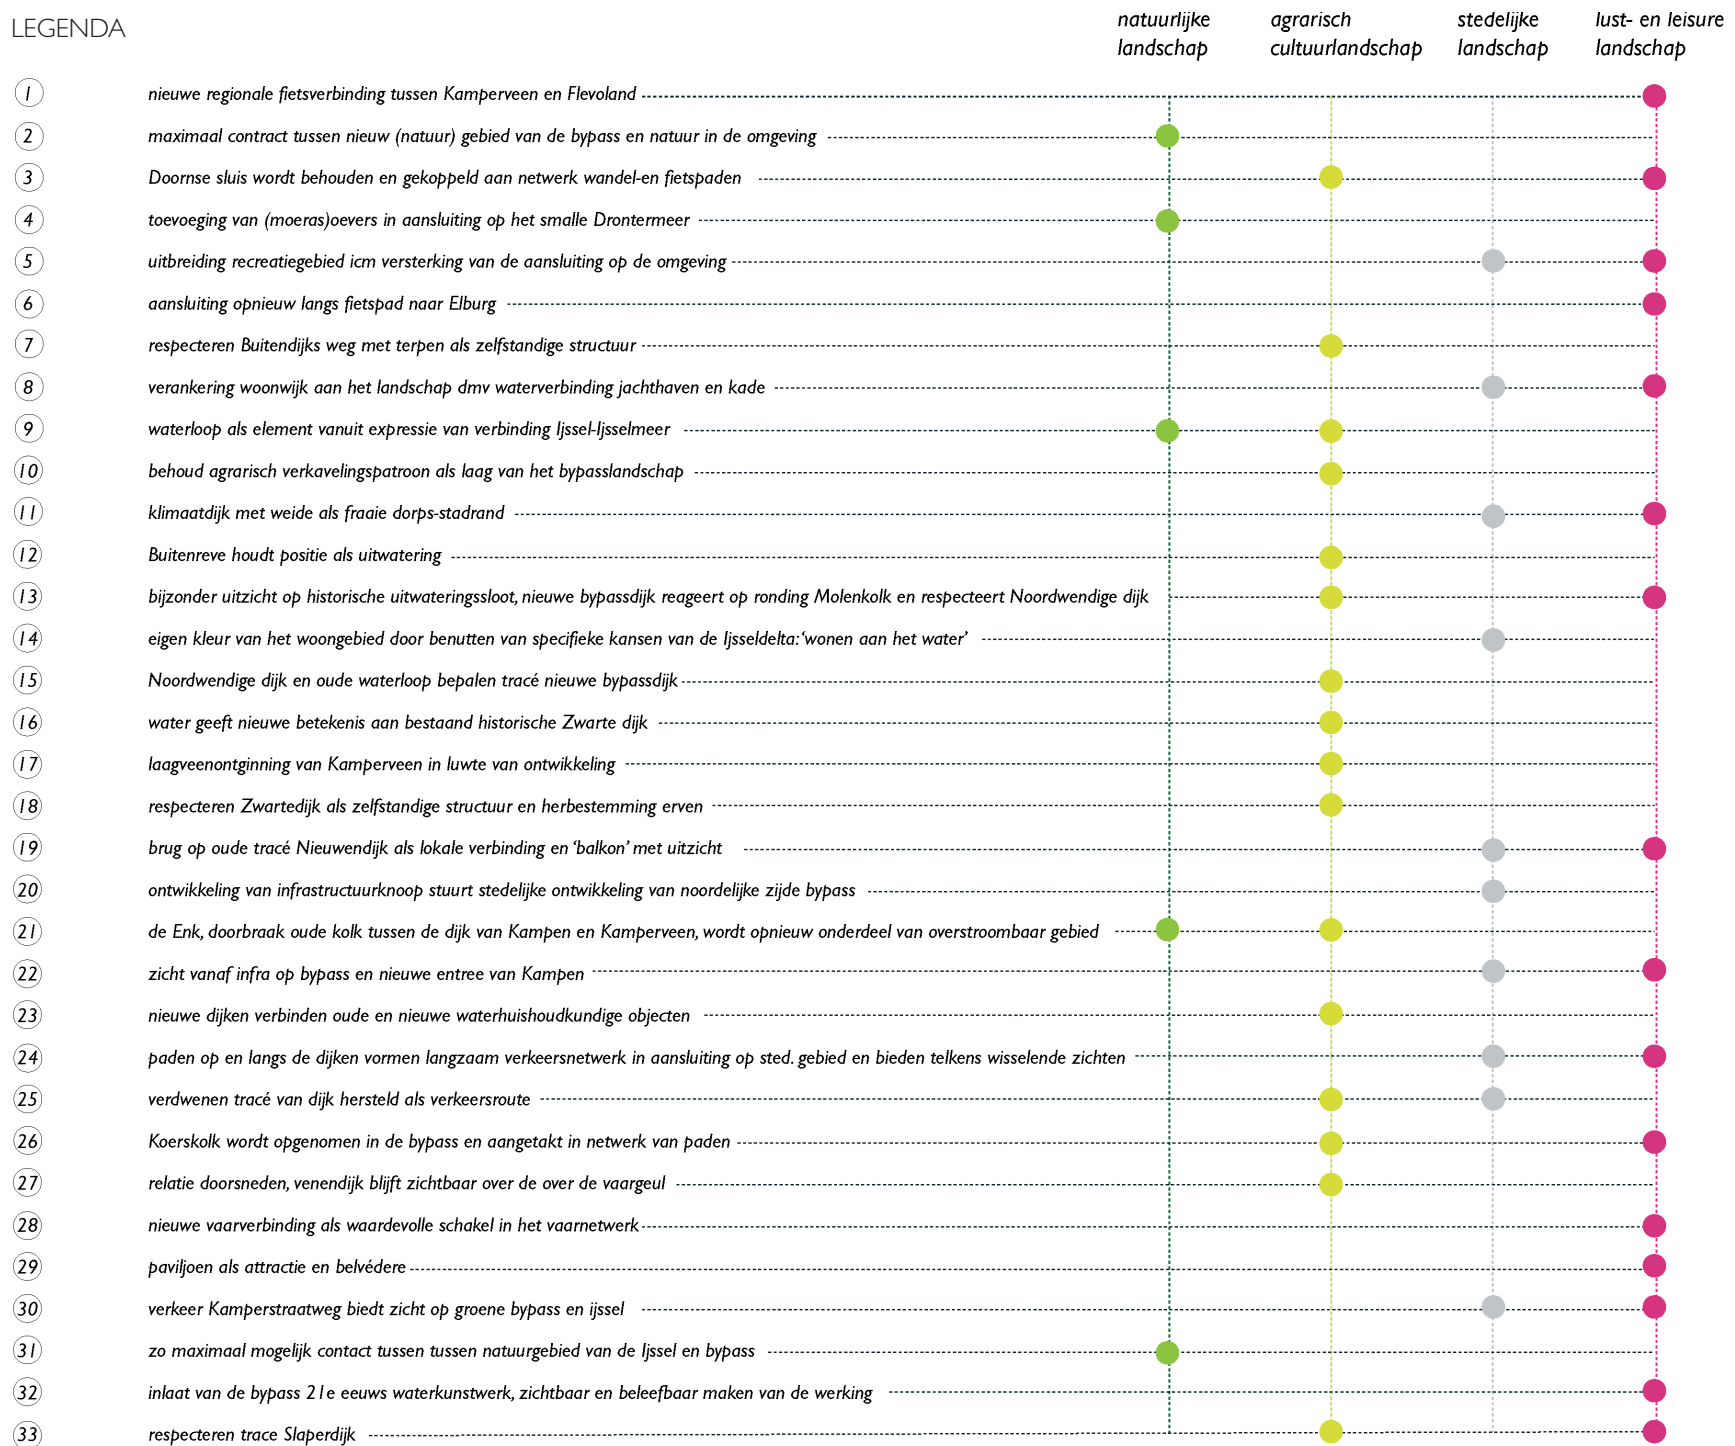 LEGENDA
natuurlijke landschap
agrarisch cultuurlandschap
stedelijke landschap
lust- en leisure landschap
1 nieuwe regionale fietsverbinding tussen Kamperveen en Flevoland
2 maximaal contract tussen nieuw (natuur) gebied van de bypass en natuur in de omgeving
3 Doornse sluis wordt behouden en gekoppeld aan netwerk wandel-en fietspaden
4 toevoeging van (moeras)oevers in aansluiting op het smalle Drontermeer
5 uitbreiding recreatiegebied icm versterking van de aansluiting op de omgeving
6 aansluiting opnieuw langs fietspad naar Elburg
7 respecteren Buitendijks weg met terpen als zelfstandige structuur
8 verankering woonwijk aan het landschap dmv waterverbinding jachthaven en kade
9 waterloop als element vanuit expressie van verbinding Ijssel-Ijsselmeer
10 behoud agrarisch verkavelingspatroon als laag van het bypasslandschap
11 klimaatdijk met weide als fraaie dorps-stadrand
12 Buitenreve houdt positie als uitwatering
13 bijzonder uitzicht op historische uitwateringssloot, nieuwe bypassdijk reageert op ronding Molenkolk en respecteert Noordwendige dijk
14 eigen kleur van het woongebied door benutten van specifieke kansen van de Ijsseldelta: ‘wonen aan het water’
15 Noordwendige dijk en oude waterloop bepalen tracé nieuwe bypassdijk
16 water geeft nieuwe betekenis aan bestaand historische Zwarte dijk
17 laagveenontginning van Kamperveen in luwte van ontwikkeling
18 respecteren Zwartedijk als zelfstandige structuur en herbestemming erven
19 brug op oude tracé Nieuwendijk als lokale verbinding en ‘balkon’ met uitzicht
20 ontwikkeling van infrastructuurknoop stuurt stedelijke ontwikkeling van noordelijke zijde bypass
21 de Enk, doorbraak oude kolk tussen de dijk van Kampen en Kamperveen, wordt opnieuw onderdeel van overstroombaar gebied
22 zicht vanaf infra op bypass en nieuwe entree van Kampen
23 nieuwe dijken verbinden oude en nieuwe waterhuishoudkundige objecten
24 paden op en langs de dijken vormen langzaam verkeersnetwerk in aansluiting op sted. gebied en bieden telkens wisselende zichten
25 verdwenen tracé van dijk hersteld als verkeersroute
26 Koerskolk wordt opgenomen in de bypass en aangetakt in netwerk van paden
27 relatie doorsneden, venendijk blijft zichtbaar over de over de vaargeul
28 nieuwe vaarverbinding als waardevolle schakel in het vaarnetwerk
29 paviljoen als attractie en belvédere
30 verkeer Kamperstraatweg biedt zicht op groene bypass en ijssel
31 zo maximaal mogelijk contact tussen tussen natuurgebied van de Ijssel en bypass
32 inlaat van de bypass 21e eeuws waterkunstwerk, zichtbaar en beleefbaar maken van de werking
33 respecteren trace Slaperdijk